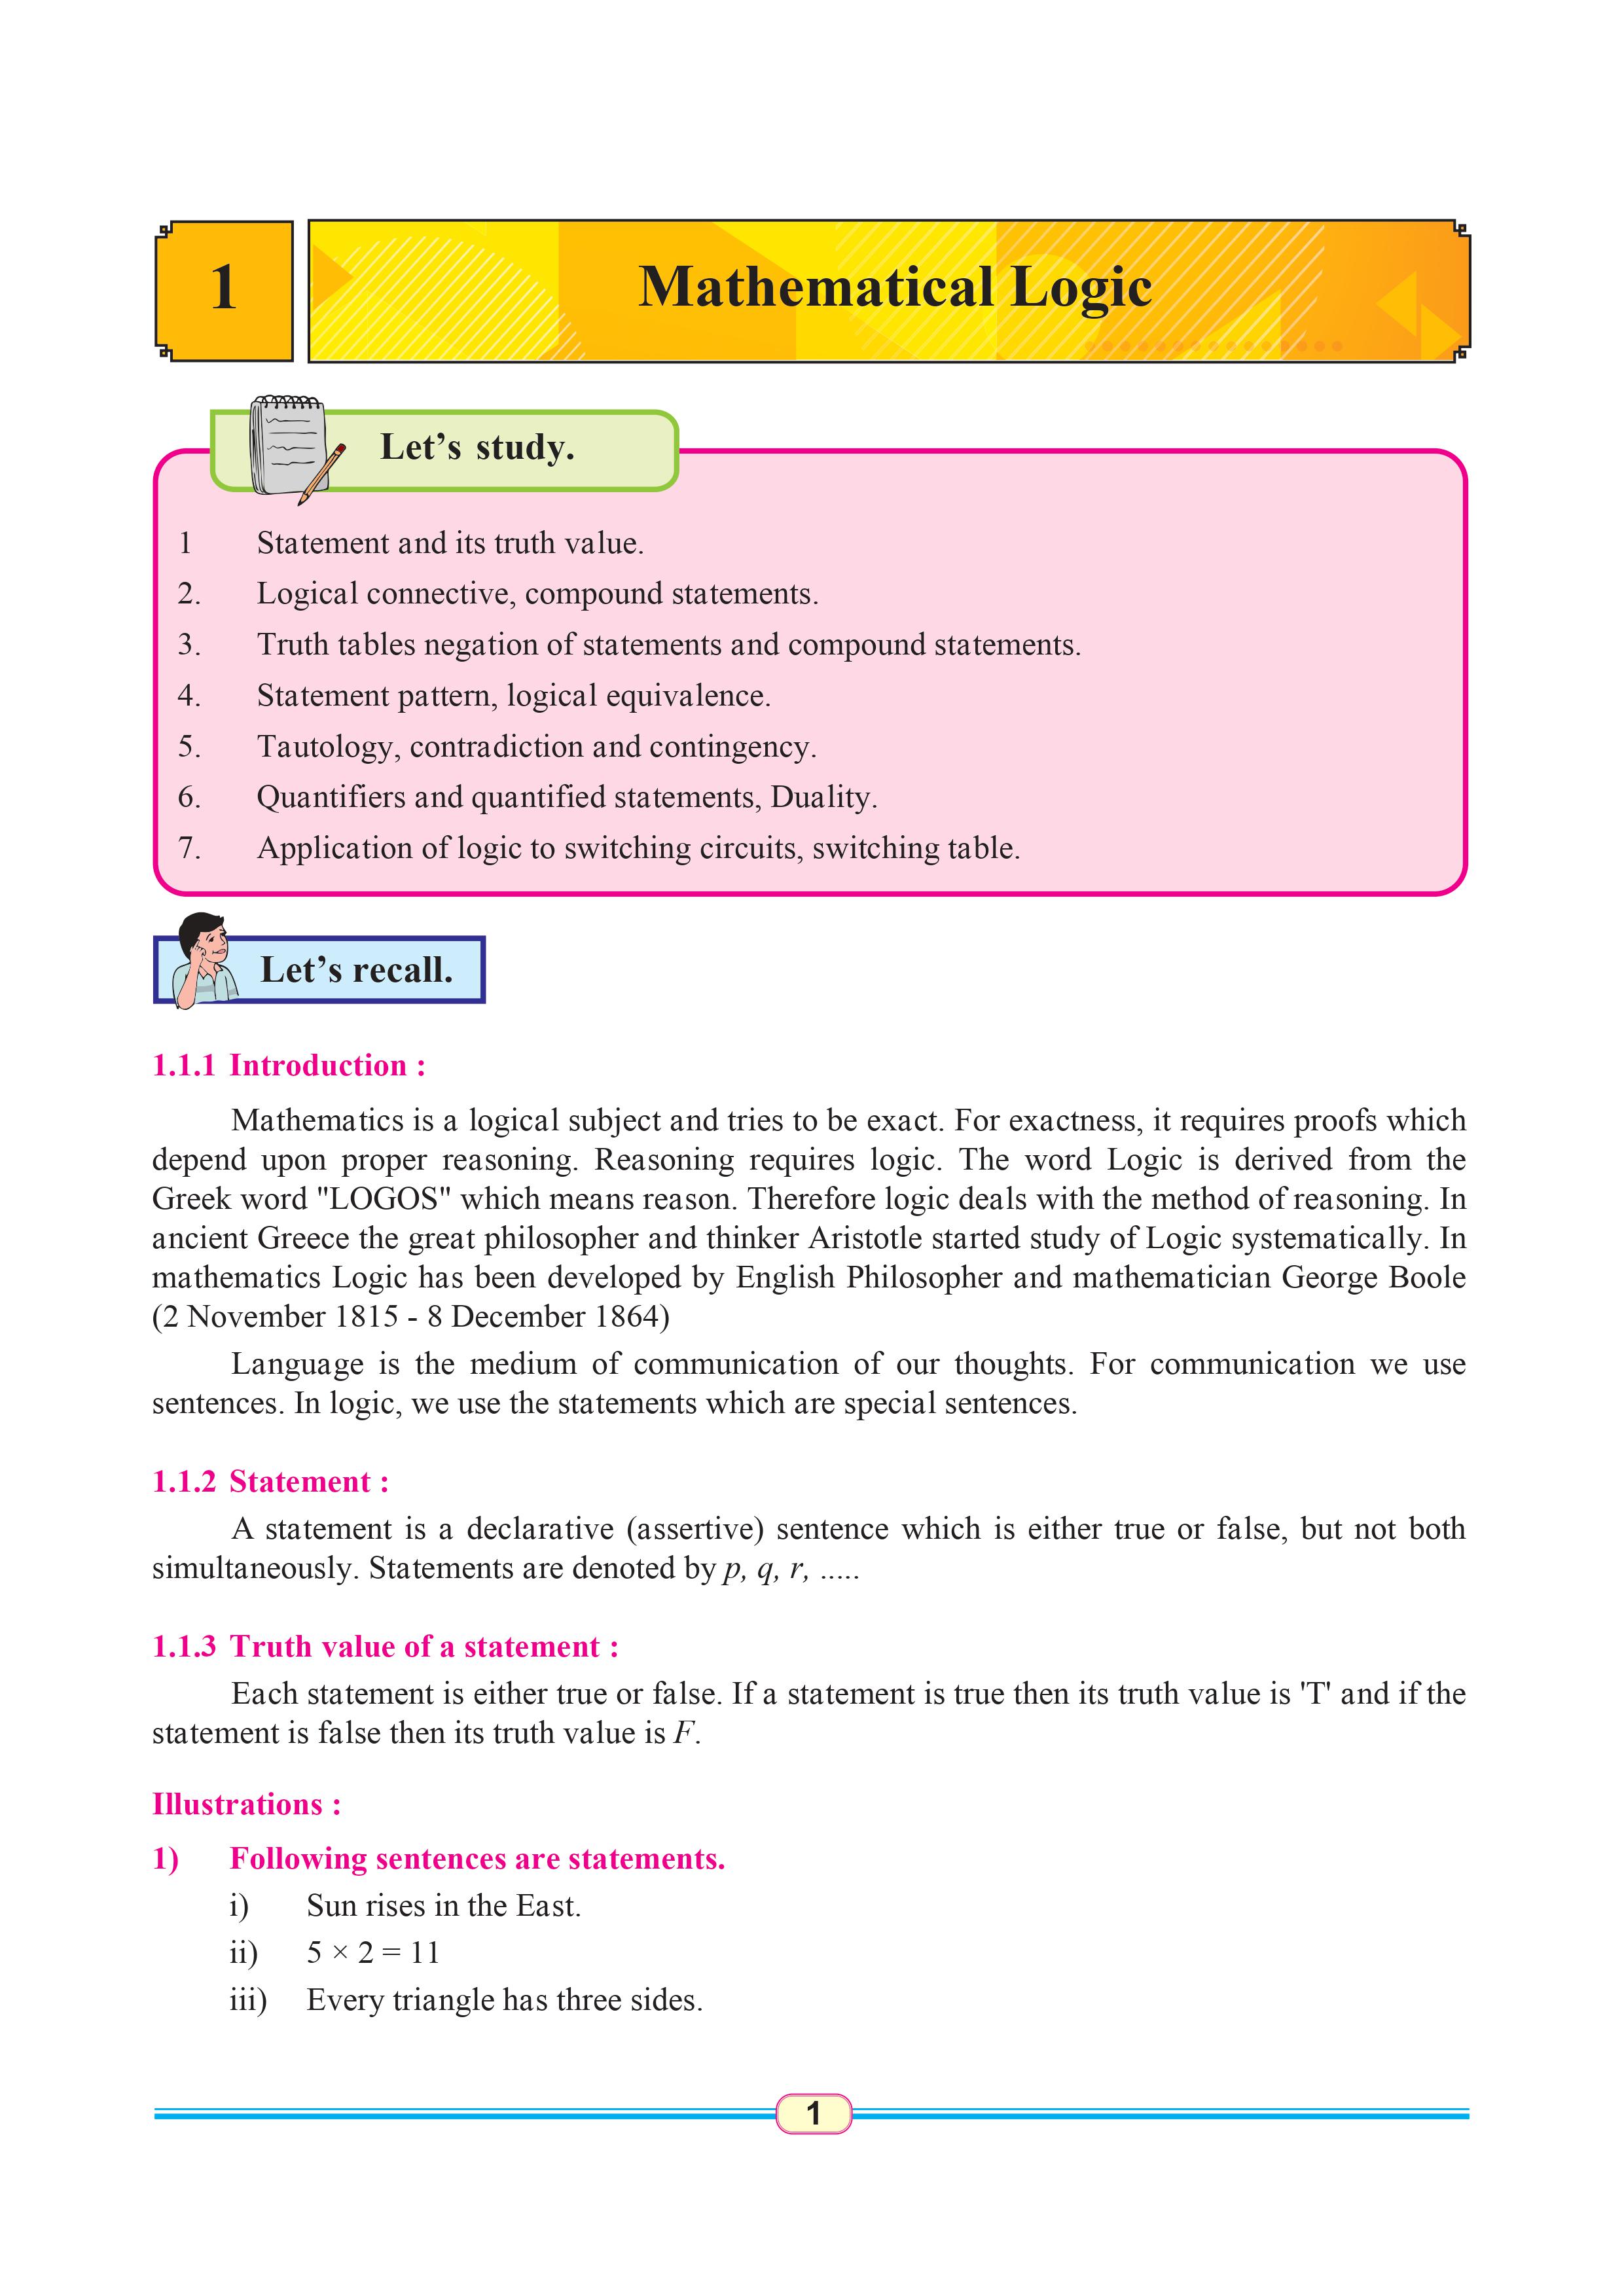 1
Mathematical Logic
Let’s study.
1 Statement and its truth value.
2. Logical connective, compound statements.
3. Truth tables negation of statements and compound statements.
4. Statement pattern, logical equivalence.
5. Tautology, contradiction and contingency.
6. Quantifiers and quantified statements, Duality.
7. Application of logic to switching circuits, switching table.
Let’s recall.
1.1.1 Introduction :
Mathematics is a logical subject and tries to be exact. For exactness, it requires proofs which
depend upon proper reasoning. Reasoning requires logic. The word Logic is derived from the
Greek word "LOGOS" which means reason. Therefore logic deals with the method of reasoning. In
ancient Greece the great philosopher and thinker Aristotle started study of Logic systematically. In
mathematics Logic has been developed by English Philosopher and mathematician George Boole
(2 November 1815 - 8 December 1864)
Language is the medium of communication of our thoughts. For communication we use
sentences. In logic, we use the statements which are special sentences.
1.1.2 Statement :
A statement is a declarative (assertive) sentence which is either true or false, but not both
simultaneously. Statements are denoted by p, q, r, .....
1.1.3 Truth value of a statement :
Each statement is either true or false. If a statement is true then its truth value is 'T' and if the
statement is false then its truth value is F.
Illustrations :
1) Following sentences are statements.
i) Sun rises in the East.
ii) 5 × 2 = 11
iii) Every triangle has three sides.
1